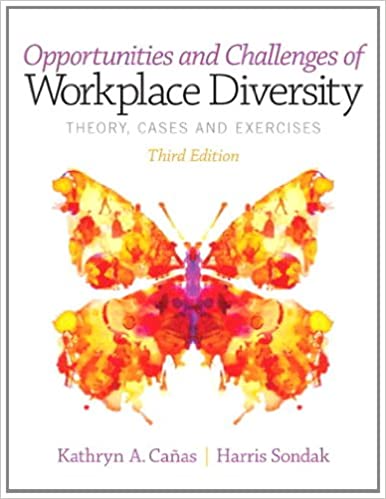 Opportunities and Challenges of
Workplace Diversity
THEORY, CASES AND EXERCISES
Third Edition
Kathryn A. Cañas | Harris Sondak